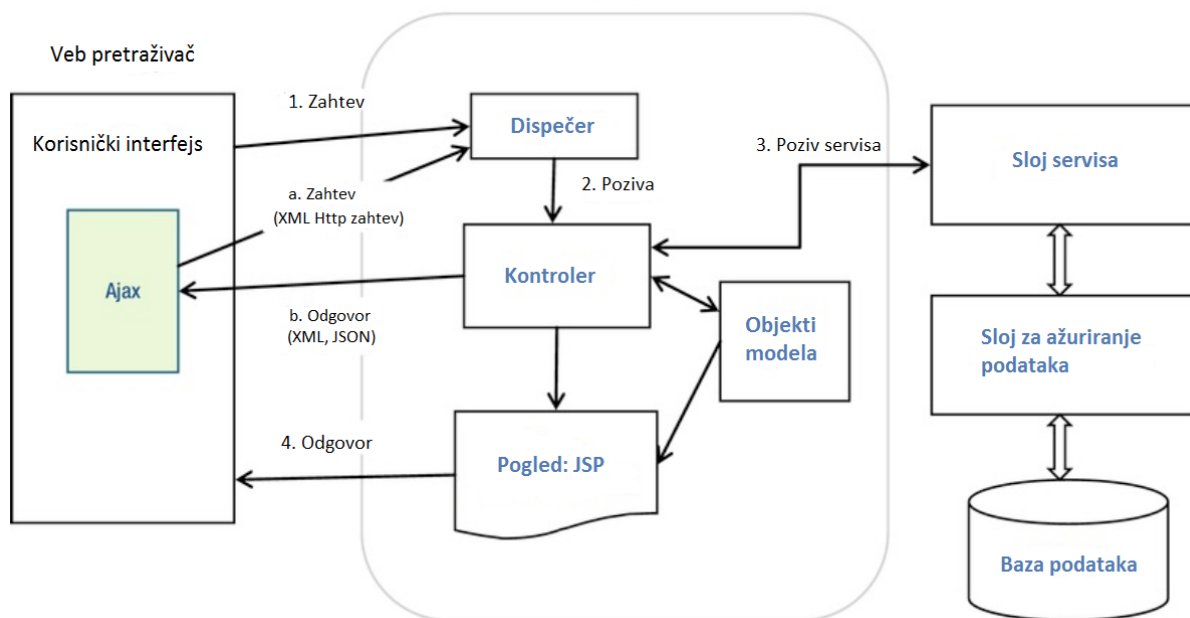 Veb pretraživač
Korisnički interfejs
Ajax
1. Zahtev
a. Zahtev
(XML Http zahtev)
b. Odgovor
(XML, JSON)
4. Odgovor
Dispečer
2. Poziva
Kontroler
Objekti
modela
Pogled: JSP
3. Poziv servisa
Sloj servisa
Sloj za ažuriranje
podataka
Baza podataka